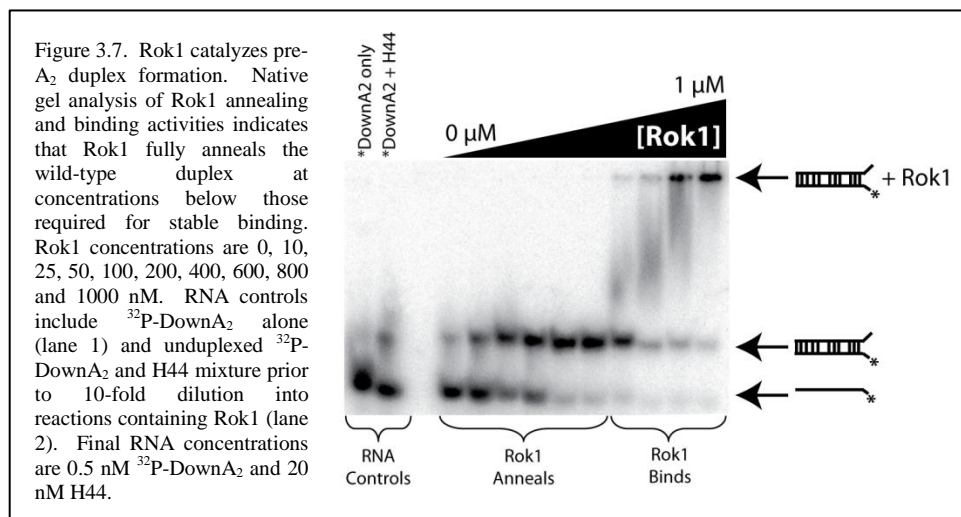 Figure 3.7. Rok1 catalyzes pre-
A₂ duplex formation. Native
gel analysis of Rok1 annealing
and binding activities indicates
that Rok1 fully anneals the
wild-type duplex at
concentrations below those
required for stable binding.
Rok1 concentrations are 0, 10,
25, 50, 100, 200, 400, 600, 800
and 1000 nM. RNA controls
include ³²P-DownA₂ alone
(lane 1) and unduplexed ³²P-
DownA₂ and H44 mixture prior
to 10-fold dilution into
reactions containing Rok1 (lane
2). Final RNA concentrations
are 0.5 nM ³²P-DownA₂ and 20
nM H44.
*DownA2 only
*DownA2 + H44
0 µM
1 µM
[Rok1]
* + Rok1
*
*
RNA
Controls
Rok1
Anneals
Rok1
Binds